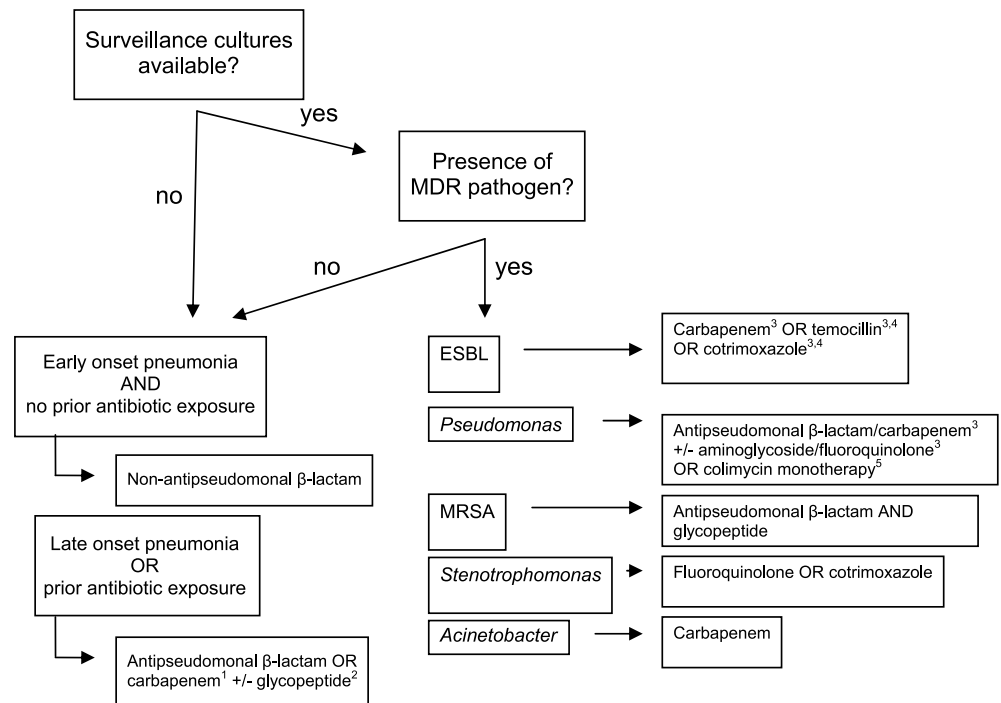 Surveillance cultures
available?
yes
no
Presence of
MDR pathogen?
no
yes
Early onset pneumonia
AND
no prior antibiotic exposure
Non-antipseudomonal β-lactam
Late onset pneumonia
OR
prior antibiotic exposure
Antipseudomonal β-lactam OR
carbapenem¹ +/- glycopeptide²
ESBL
Carbapenem³ OR temocillin³,⁴
OR cotrimoxazole³,⁴
Pseudomonas
Antipseudomonal β-lactam/carbapenem³
+/- aminoglycoside/fluoroquinolone³
OR colimycin monotherapy⁵
MRSA
Antipseudomonal β-lactam AND
glycopeptide
Stenotrophomonas
Fluoroquinolone OR cotrimoxazole
Acinetobacter
Carbapenem